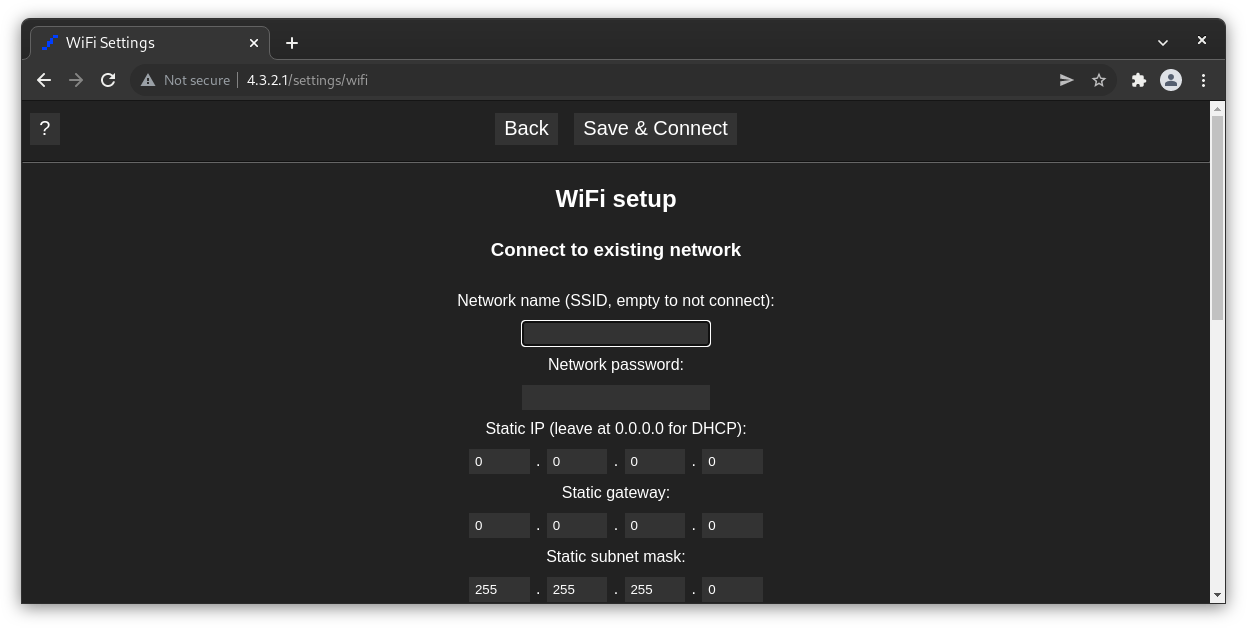 WiFi Settings
Not secure | 4.3.2.1/settings/wifi
? Back Save & Connect
WiFi setup
Connect to existing network
Network name (SSID, empty to not connect):
Network password:
Static IP (leave at 0.0.0.0 for DHCP):
0 . 0 . 0 . 0
Static gateway:
0 . 0 . 0 . 0
Static subnet mask:
255 . 255 . 255 . 0